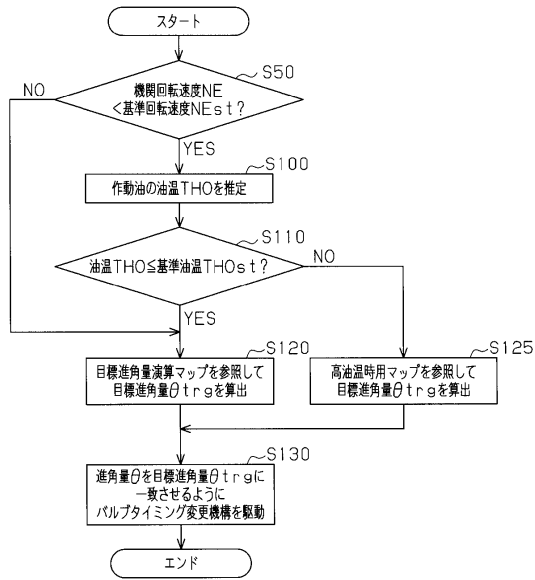 スタート
S50
機関回転速度NE
<基準回転速度NEst?
NO
YES
S100
作動油の油温THOを推定
S110
油温THO≦基準油温THOst?
NO
YES
S120
目標進角量演算マップを参照して
目標進角量θtrgを算出
S125
高油温時用マップを参照して
目標進角量θtrgを算出
S130
進角量θを目標進角量θtrgに
一致させるように
バルブタイミング変更機構を駆動
エンド